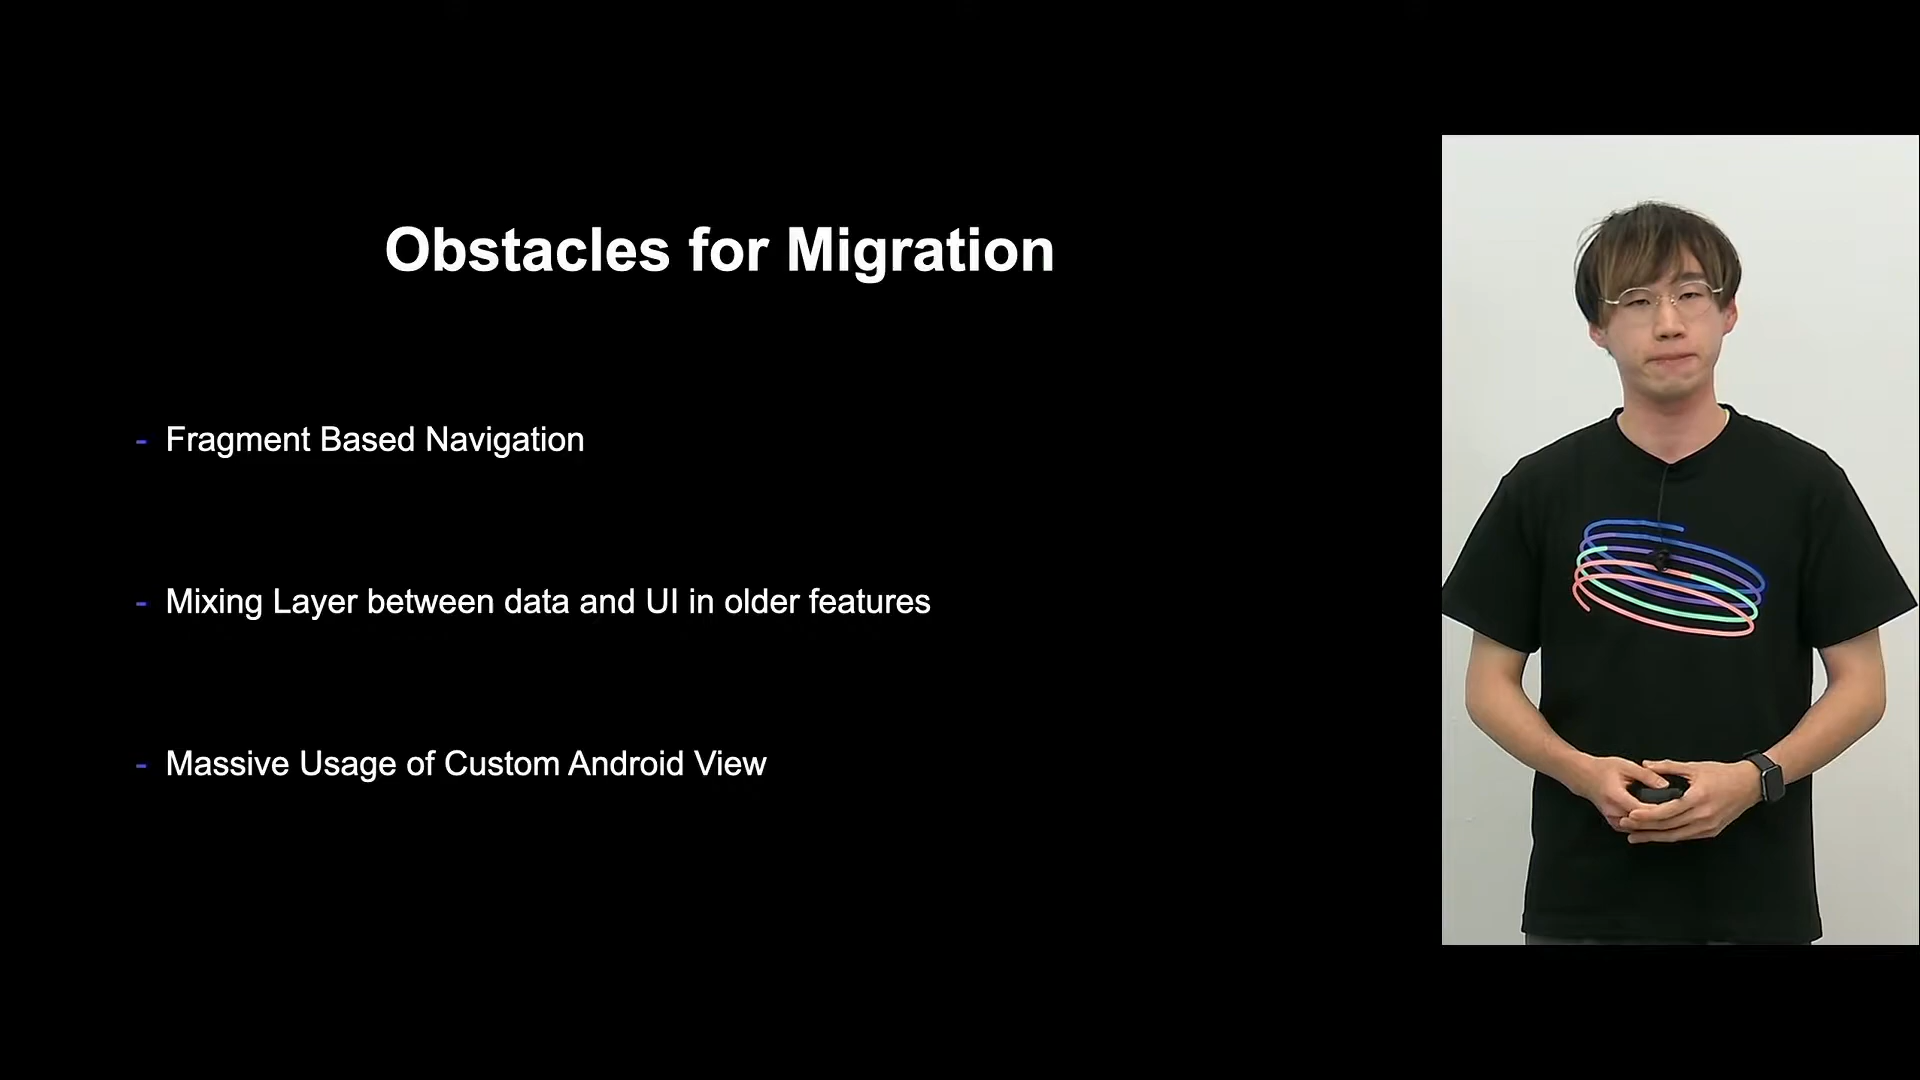 Obstacles for Migration
- Fragment Based Navigation
- Mixing Layer between data and UI in older features
- Massive Usage of Custom Android View